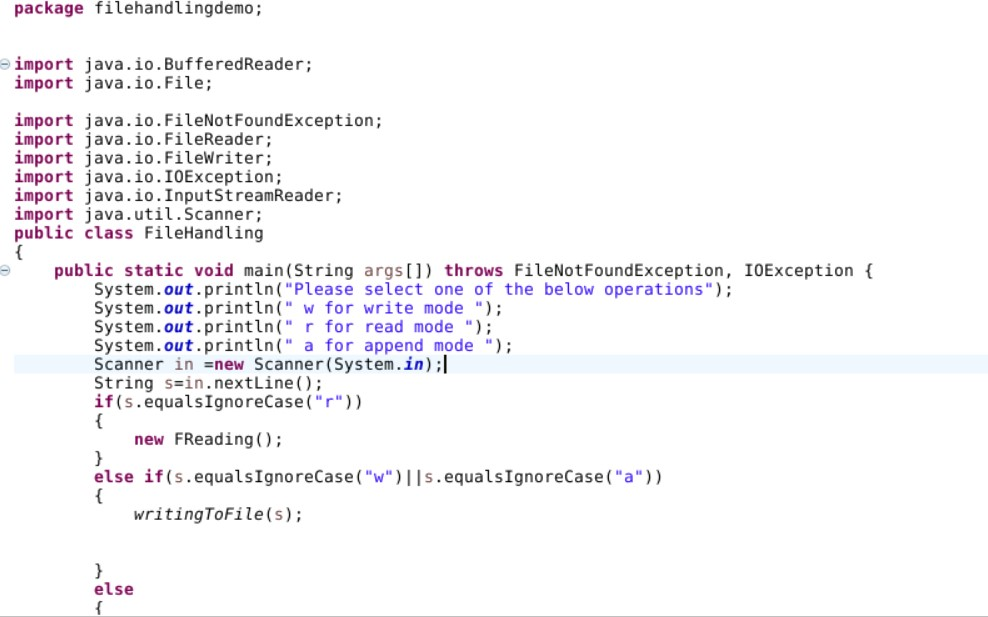 package filehandlingdemo;
import java.io.BufferedReader;
import java.io.File;
import java.io.FileNotFoundException;
import java.io.FileReader;
import java.io.FileWriter;
import java.io.IOException;
import java.io.InputStreamReader;
import java.util.Scanner;
public class FileHandling
{
    public static void main(String args[]) throws FileNotFoundException, IOException {
        System.out.println("Please select one of the below operations");
        System.out.println(" w for write mode ");
        System.out.println(" r for read mode ");
        System.out.println(" a for append mode ");
        Scanner in =new Scanner(System.in);
        String s=in.nextLine();
        if(s.equalsIgnoreCase("r"))
        {
            new FReading();
        }
        else if(s.equalsIgnoreCase("w")||s.equalsIgnoreCase("a"))
        {
            writingToFile(s);
        }
        else
        {